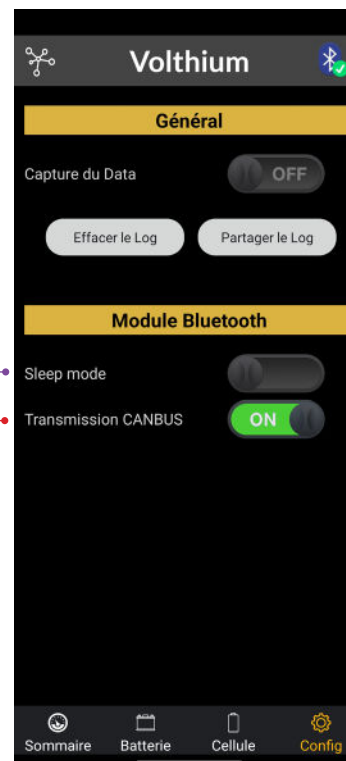 Volthium
Général
Capture du Data OFF
Effacer le Log Partager le Log
Module Bluetooth
Sleep mode
Transmission CANBUS ON
Sommaire Batterie Cellule Config